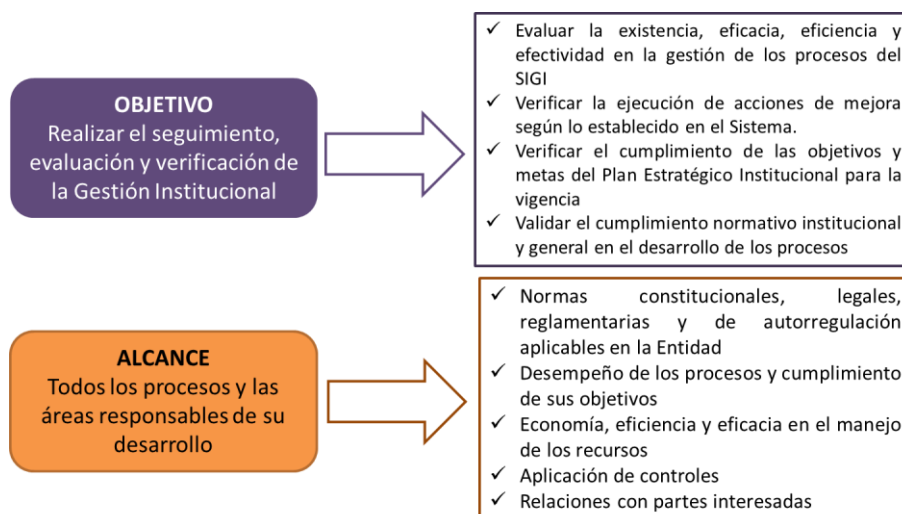 OBJETIVO
Realizar el seguimiento,
evaluación y verificación de
la Gestión Institucional
✓ Evaluar la existencia, eficacia, eficiencia y
efectividad en la gestión de los procesos del
SIGI
✓ Verificar la ejecución de acciones de mejora
según lo establecido en el Sistema.
✓ Verificar el cumplimiento de las objetivos y
metas del Plan Estratégico Institucional para la
vigencia
✓ Validar el cumplimiento normativo institucional
y general en el desarrollo de los procesos
ALCANCE
Todos los procesos y las
áreas responsables de su
desarrollo
✓ Normas constitucionales, legales,
reglamentarias y de autorregulación
aplicables en la Entidad
✓ Desempeño de los procesos y cumplimiento
de sus objetivos
✓ Economía, eficiencia y eficacia en el manejo
de los recursos
✓ Aplicación de controles
✓ Relaciones con partes interesadas